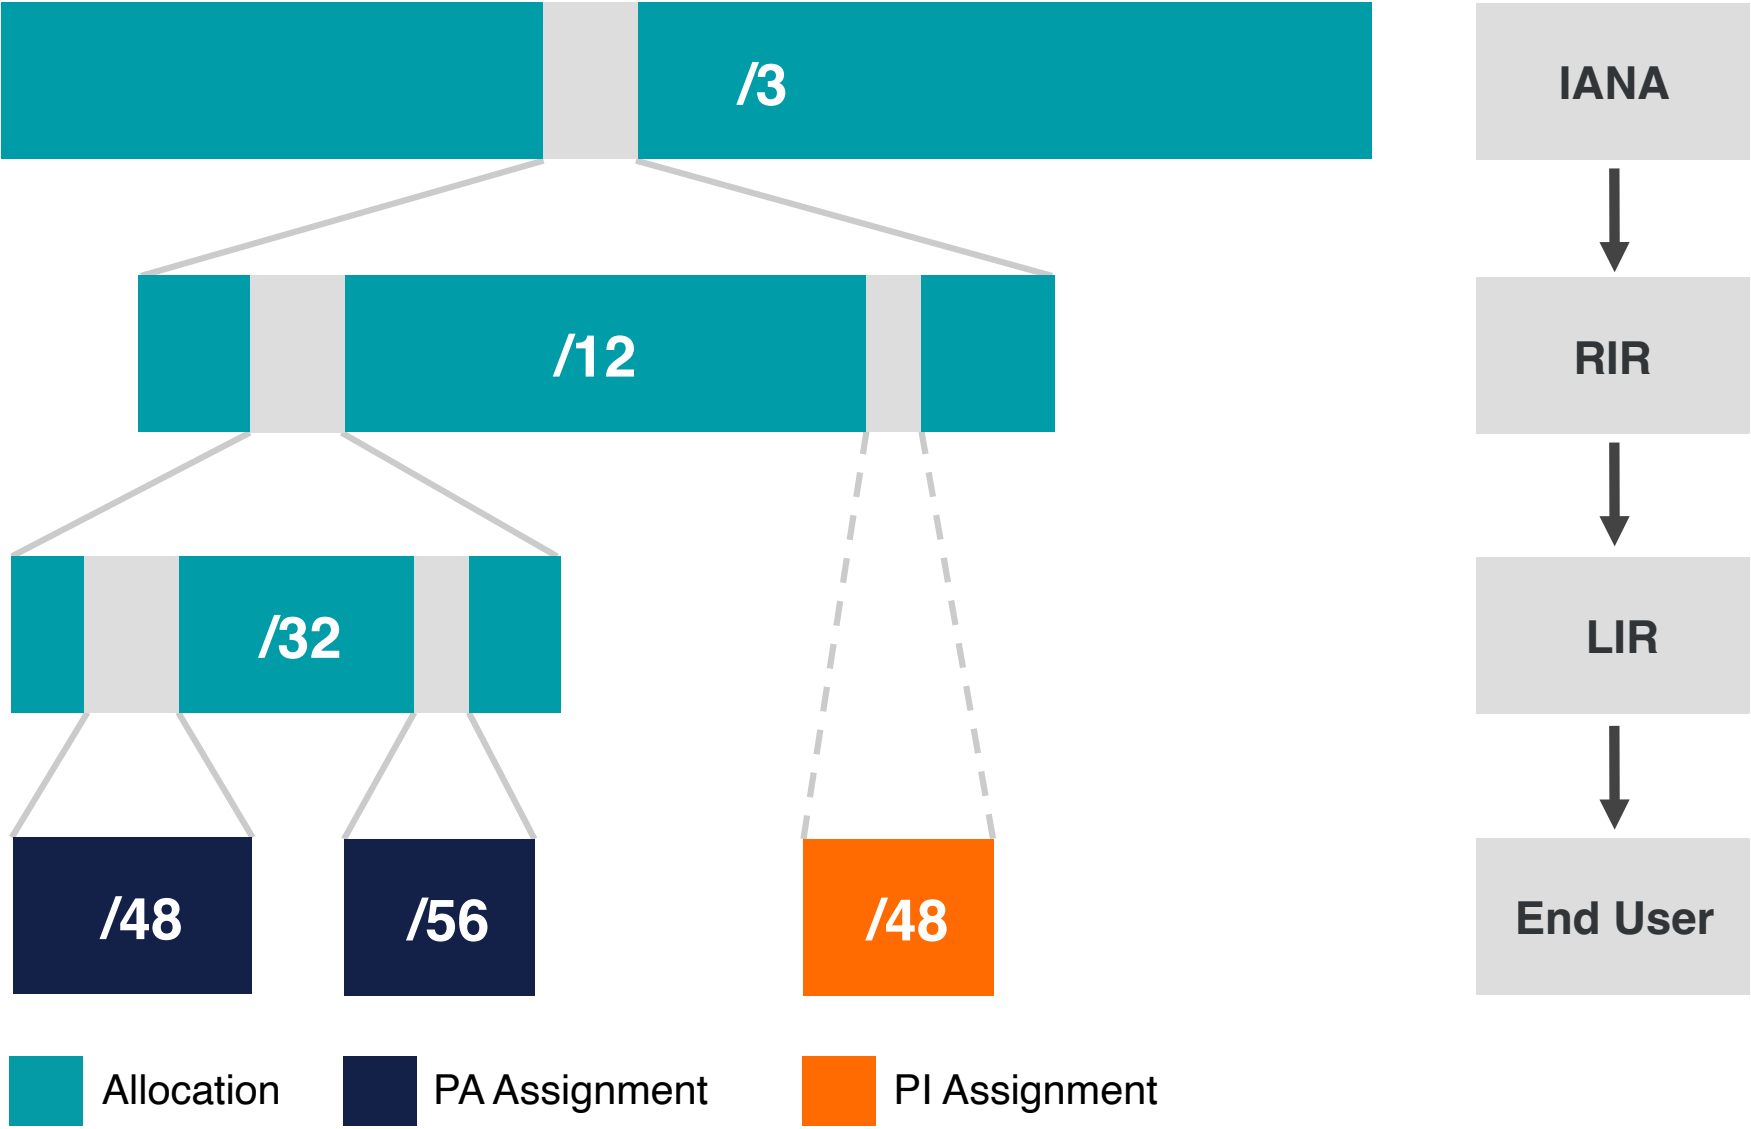 /3
IANA
/12
RIR
/32
LIR
/48
/56
/48
End User
Allocation
PA Assignment
PI Assignment